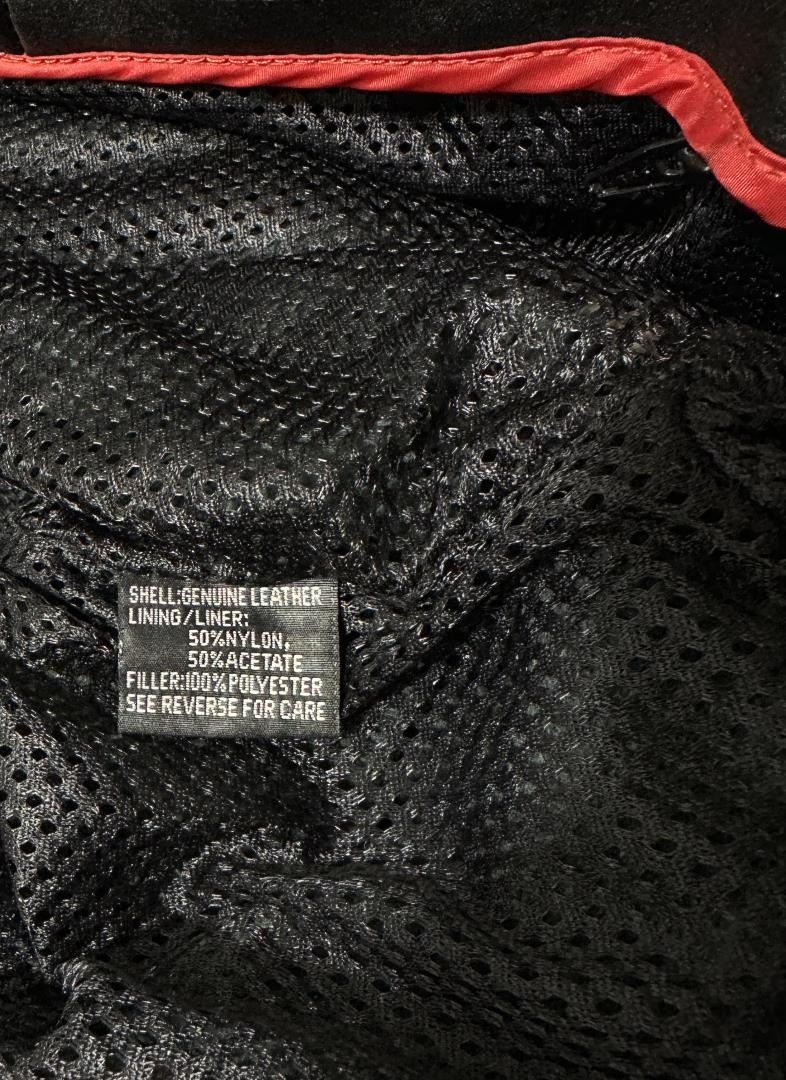 SHELL:GENUINE LEATHER
LINING/LINER:
50%NYLON,
50%ACETATE
FILLER:100%POLYESTER
SEE REVERSE FOR CARE